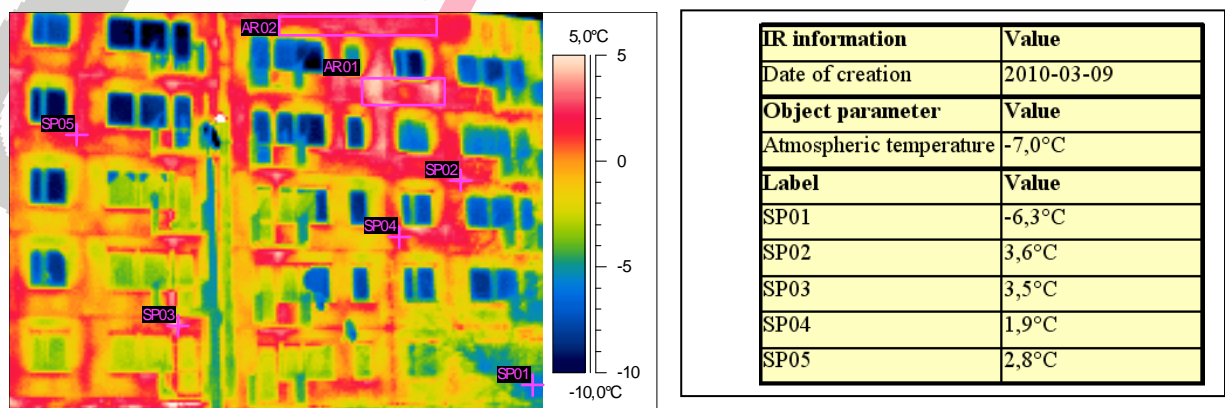 AR02
5,0°C
AR01
5
SP05
0
SP02
SP04
-5
SP03
SP01
-10
-10,0°C
IR information Value
Date of creation 2010-03-09
Object parameter Value
Atmospheric temperature -7,0°C
Label Value
SP01 -6,3°C
SP02 3,6°C
SP03 3,5°C
SP04 1,9°C
SP05 2,8°C